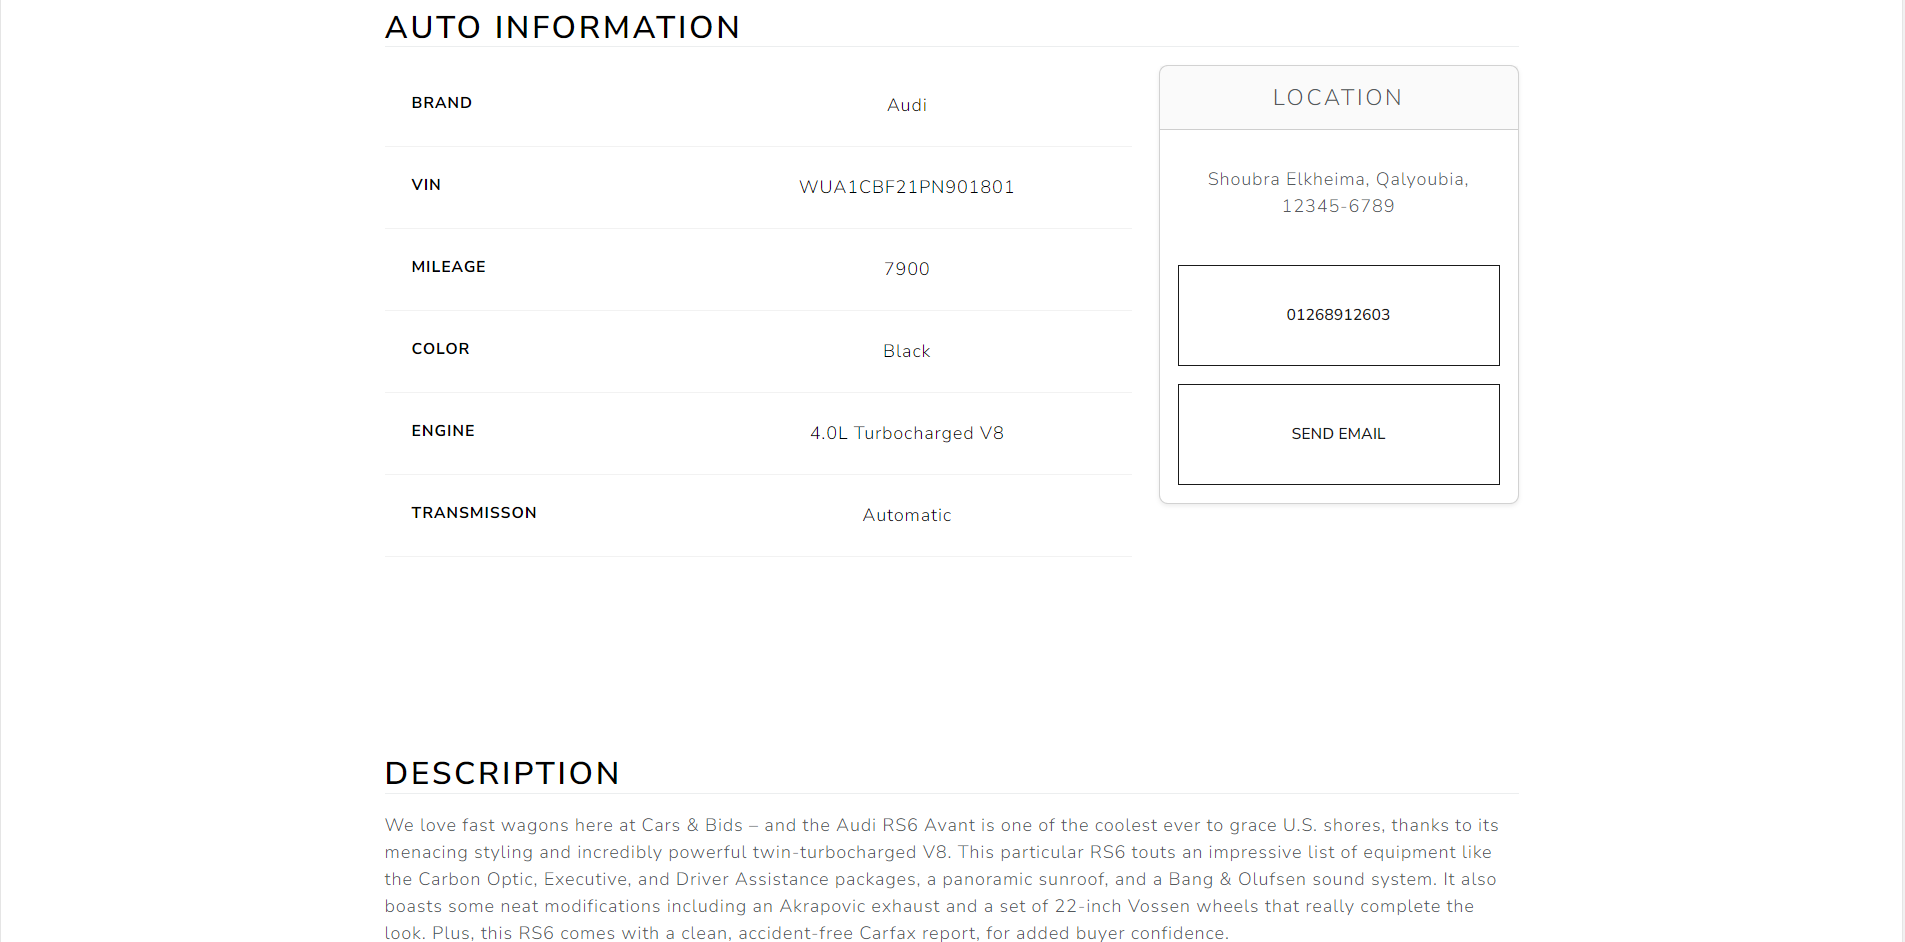 AUTO INFORMATION
BRAND
Audi
VIN
WUA1CBF21PN901801
MILEAGE
7900
COLOR
Black
ENGINE
4.0L Turbocharged V8
TRANSMISSON
Automatic
LOCATION
Shoubra Elkheima, Qalyoubia,
12345-6789
01268912603
SEND EMAIL
DESCRIPTION
We love fast wagons here at Cars & Bids – and the Audi RS6 Avant is one of the coolest ever to grace U.S. shores, thanks to its
menacing styling and incredibly powerful twin-turbocharged V8. This particular RS6 touts an impressive list of equipment like
the Carbon Optic, Executive, and Driver Assistance packages, a panoramic sunroof, and a Bang & Olufsen sound system. It also
boasts some neat modifications including an Akrapovic exhaust and a set of 22-inch Vossen wheels that really complete the
look. Plus, this RS6 comes with a clean, accident-free Carfax report, for added buyer confidence.